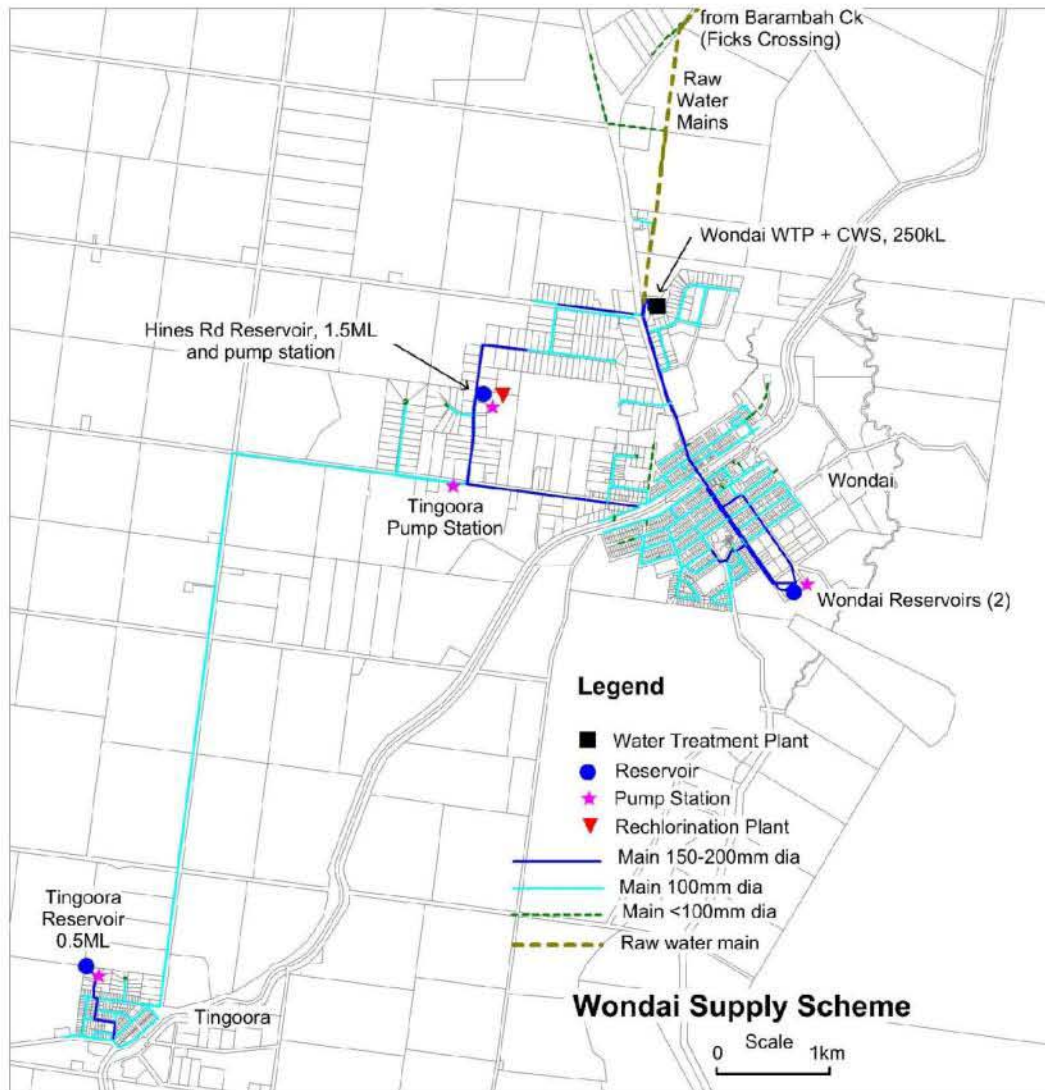 from Barambah Ck
(Ficks Crossing)
Raw
Water
Mains
Wondai WTP + CWS, 250kL
Hines Rd Reservoir, 1.5ML
and pump station
Tingoora
Pump Station
Wondai
Wondai Reservoirs (2)
Legend
Water Treatment Plant
Reservoir
Pump Station
Rechlorination Plant
Main 150-200mm dia
Main 100mm dia
Main <100mm dia
Raw water main
Tingoora
Reservoir
0.5ML
Tingoora
Wondai Supply Scheme
Scale
0 1km